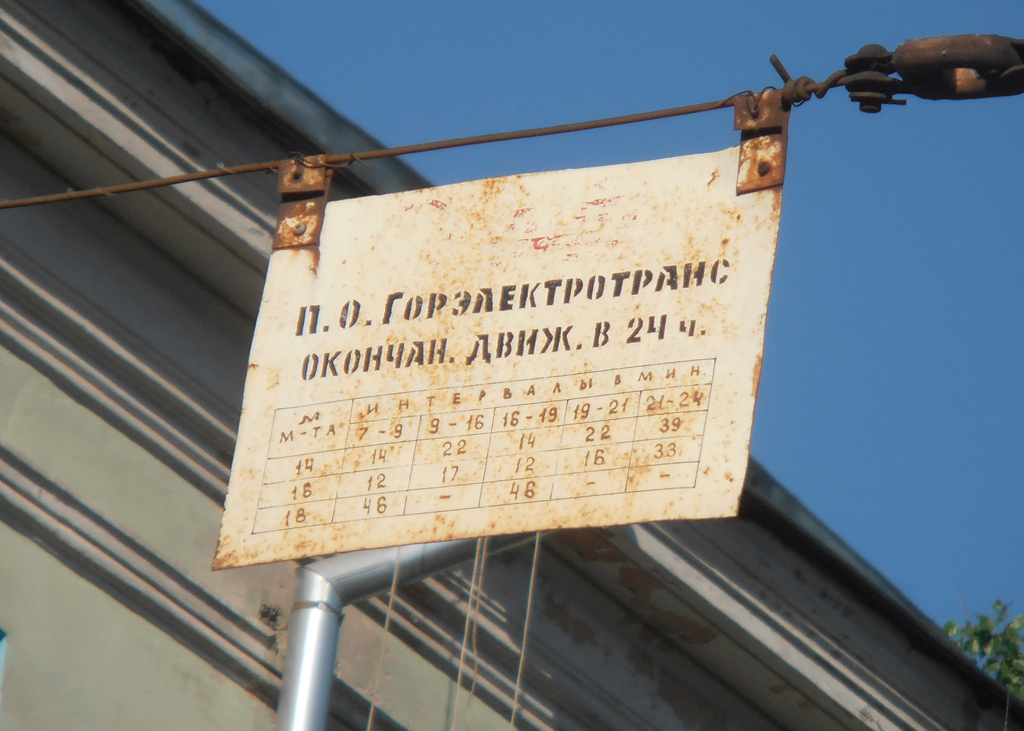 П.О. ГОРЭЛЕКТРОТРАНС
ОКОНЧАН. ДВИЖ. В 24 ч.
М М-ТА ИНТЕРВАЛЫ В МИН.
7-9 9-16 16-19 19-21 21-24
14 14 22 14 22 39
16 12 17 12 16 33
18 46 - 46 - -